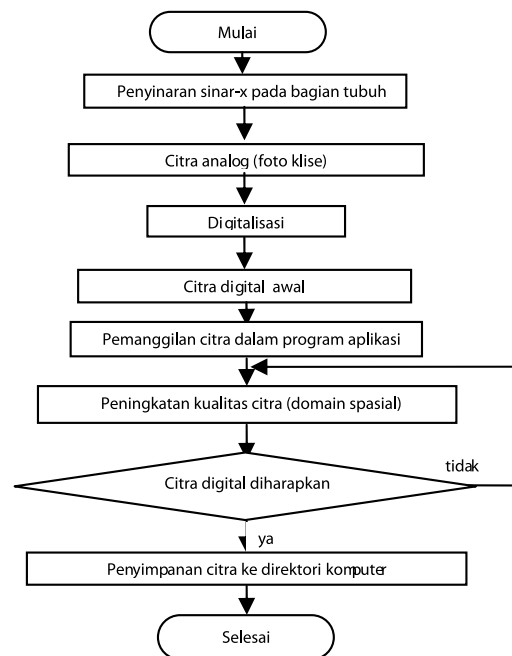 Mulai
Penyinaran sinar-x pada bagian tubuh
Citra analog (foto klise)
Digitalisasi
Citra digital awal
Pemanggilan citra dalam program aplikasi
Peningkatan kualitas citra (domain spasial)
tidak
Citra digital diharapkan
ya
Penyimpanan citra ke direktori komputer
Selesai